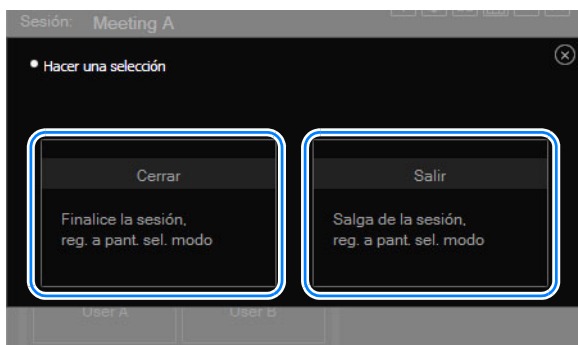 Sesión: Meeting A
Hacer una selección
Cerrar
Finalice la sesión,
reg. a pant. sel. modo
Salir
Salga de la sesión,
reg. a pant. sel. modo
User A
User B